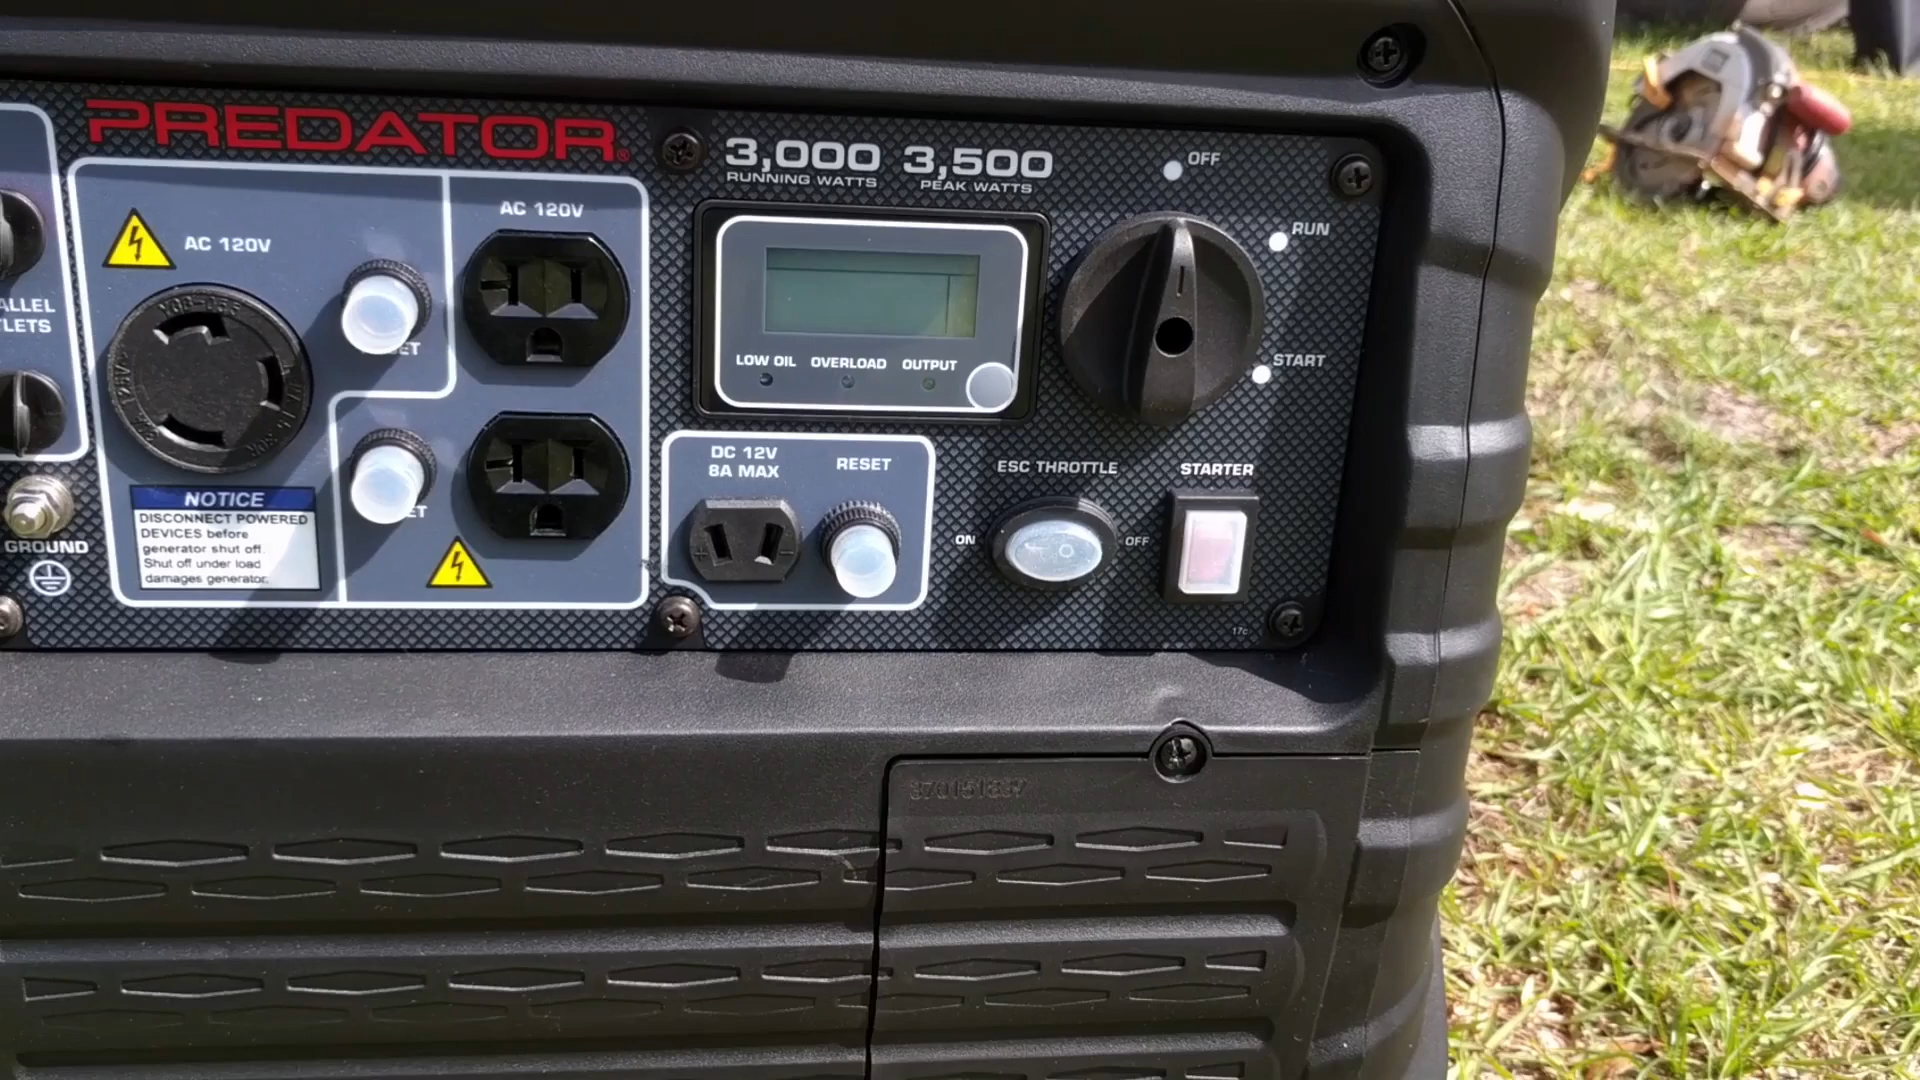 PREDATOR®
3,000 3,500
RUNNING WATTS PEAK WATTS
OFF
RUN
START
AC 120V
AC 120V
LOW OIL OVERLOAD OUTPUT
DC 12V
8A MAX
RESET
ESC THROTTLE
STARTER
ON
OFF
NOTICE
DISCONNECT POWERED
DEVICES before
generator shut off.
Shut off under load
damages generator.
GROUND
17c